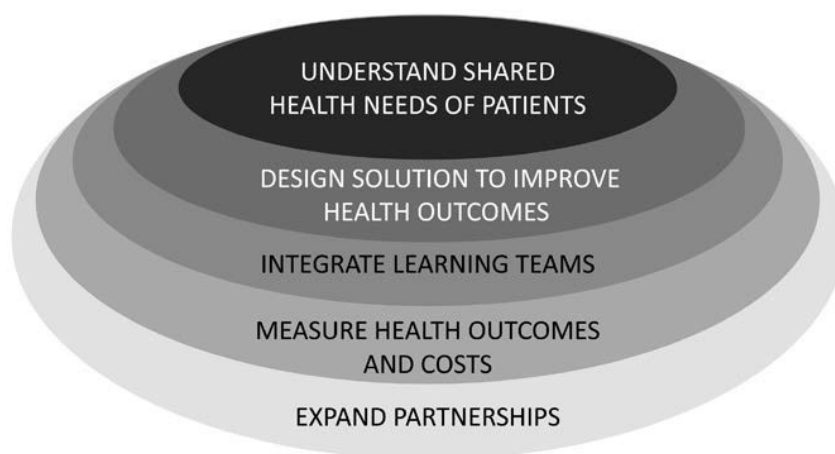 UNDERSTAND SHARED
HEALTH NEEDS OF PATIENTS
DESIGN SOLUTION TO IMPROVE
HEALTH OUTCOMES
INTEGRATE LEARNING TEAMS
MEASURE HEALTH OUTCOMES
AND COSTS
EXPAND PARTNERSHIPS